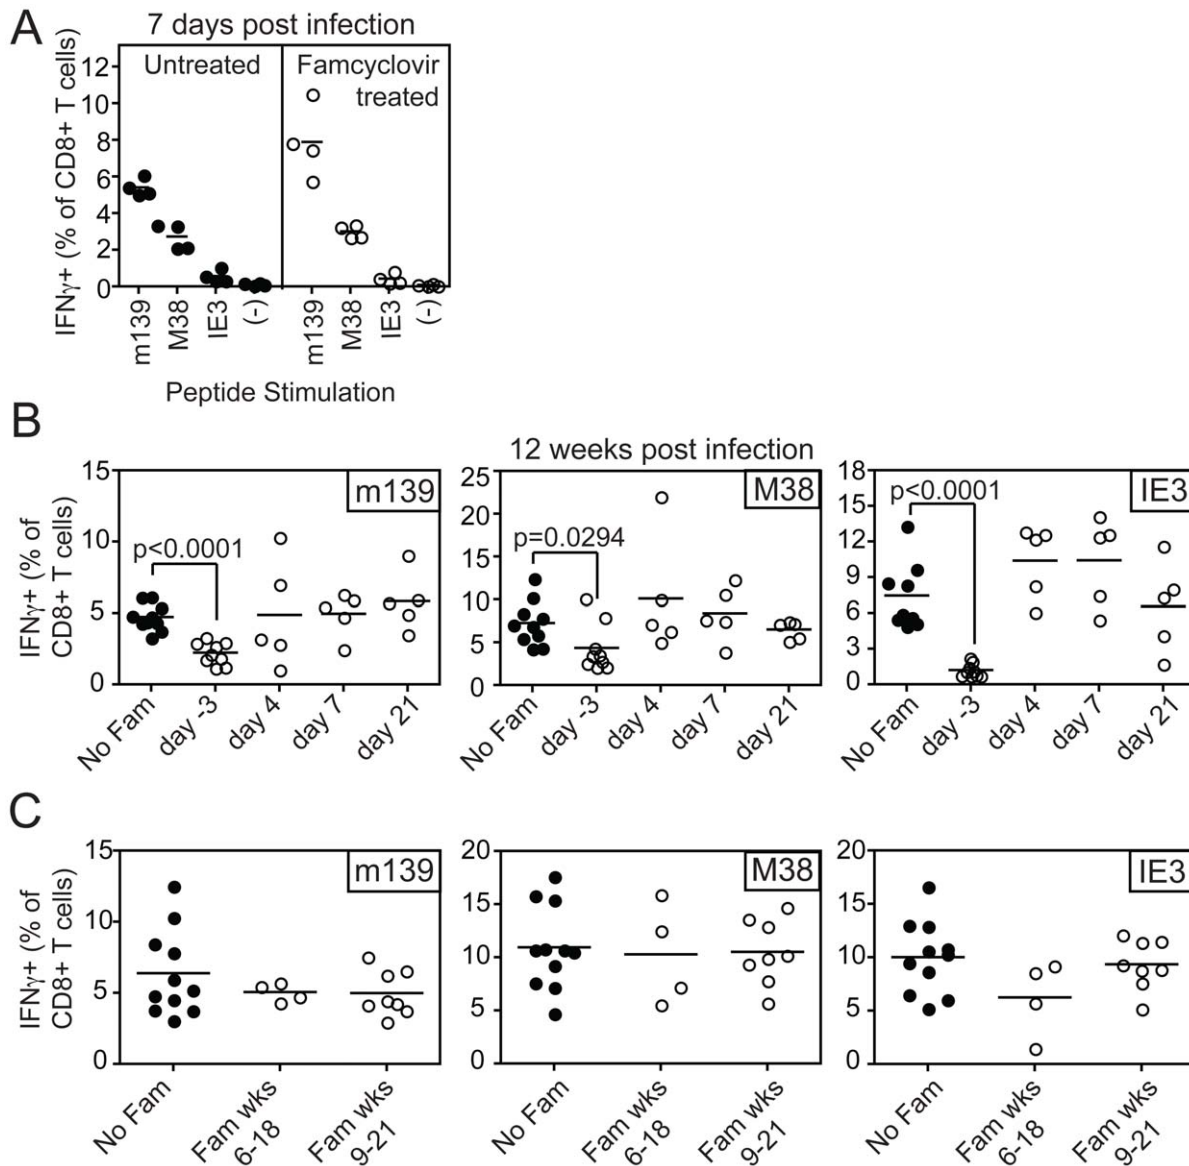 A
7 days post infection
IFNγ+ (% of CD8+ T cells)
12
10
8
6
4
2
0
Untreated
Famcyclovir
treated
m139
M38
IE3
(-)
m139
M38
IE3
(-)
Peptide Stimulation
B
12 weeks post infection
IFNγ+ (% of
CD8+ T cells)
15
10
5
0
m139
p<0.0001
No Fam
day -3
day 4
day 7
day 21
25
20
15
10
5
0
M38
p=0.0294
No Fam
day -3
day 4
day 7
day 21
18
15
12
9
6
3
0
IE3
p<0.0001
No Fam
day -3
day 4
day 7
day 21
C
IFNγ+ (% of
CD8+ T cells)
15
10
5
0
m139
No Fam
Fam wks
6-18
Fam wks
9-21
20
15
10
5
0
M38
No Fam
Fam wks
6-18
Fam wks
9-21
20
15
10
5
0
IE3
No Fam
Fam wks
6-18
Fam wks
9-21